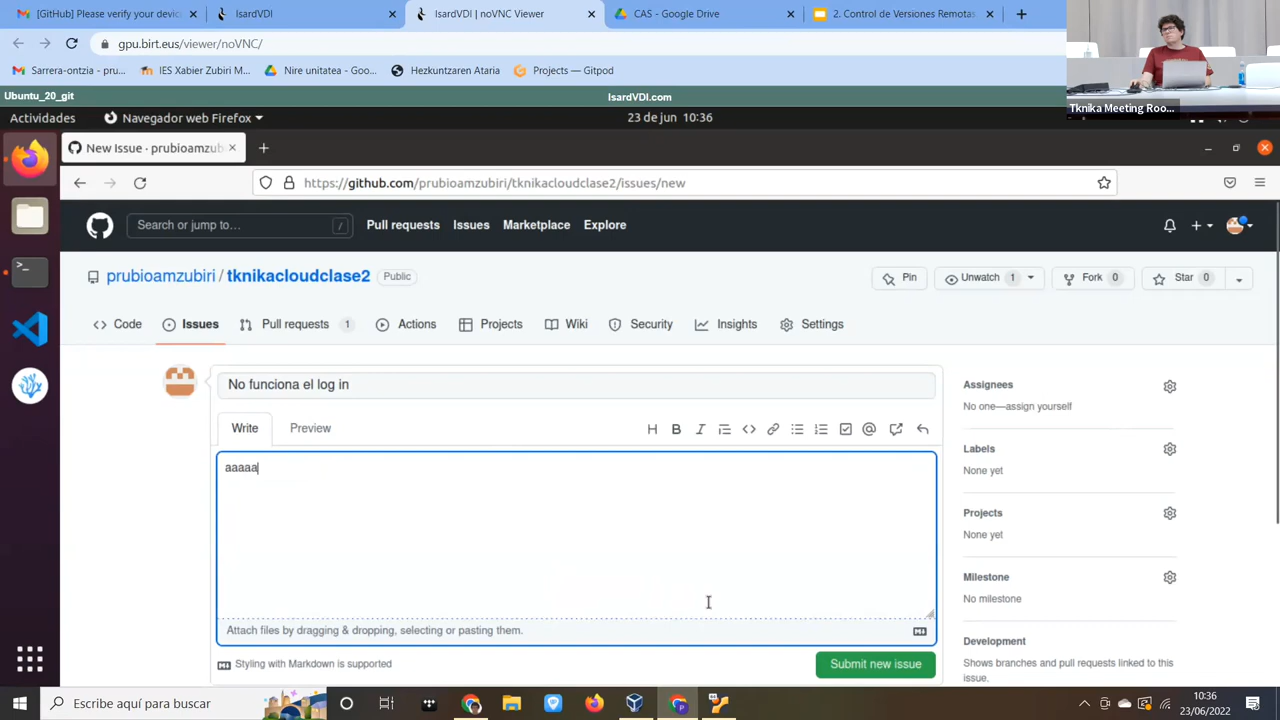 [GitHub] Please verify your devic
IsardVDI
IsardVDI | noVNC Viewer
CAS - Google Drive
2. Control de Versiones Remotas
gpu.birt.eus/viewer/noVNC/
Sarrera-ontzia - pru...
IES Xabier Zubiri M...
Nire unitatea - Goo...
Hezkuntzaren Ataria
Projects — Gitpod
Tknika Meeting Roo...
Ubuntu_20_git
IsardVDI.com
Actividades
Navegador web Firefox
23 de jun 10:36
New Issue · prubioamzub
https://github.com/prubioamzubiri/tknikacloudclase2/issues/new
Search or jump to…
/
Pull requests
Issues
Marketplace
Explore
prubioamzubiri / tknikacloudclase2
Public
Pin
Unwatch 1
Fork 0
Star 0
Code
Issues
Pull requests 1
Actions
Projects
Wiki
Security
Insights
Settings
No funciona el log in
Write
Preview
aaaaa
Attach files by dragging & dropping, selecting or pasting them.
Styling with Markdown is supported
Submit new issue
Assignees
No one—assign yourself
Labels
None yet
Projects
None yet
Milestone
No milestone
Development
Shows branches and pull requests linked to this
issue.
Escribe aquí para buscar
10:36
23/06/2022